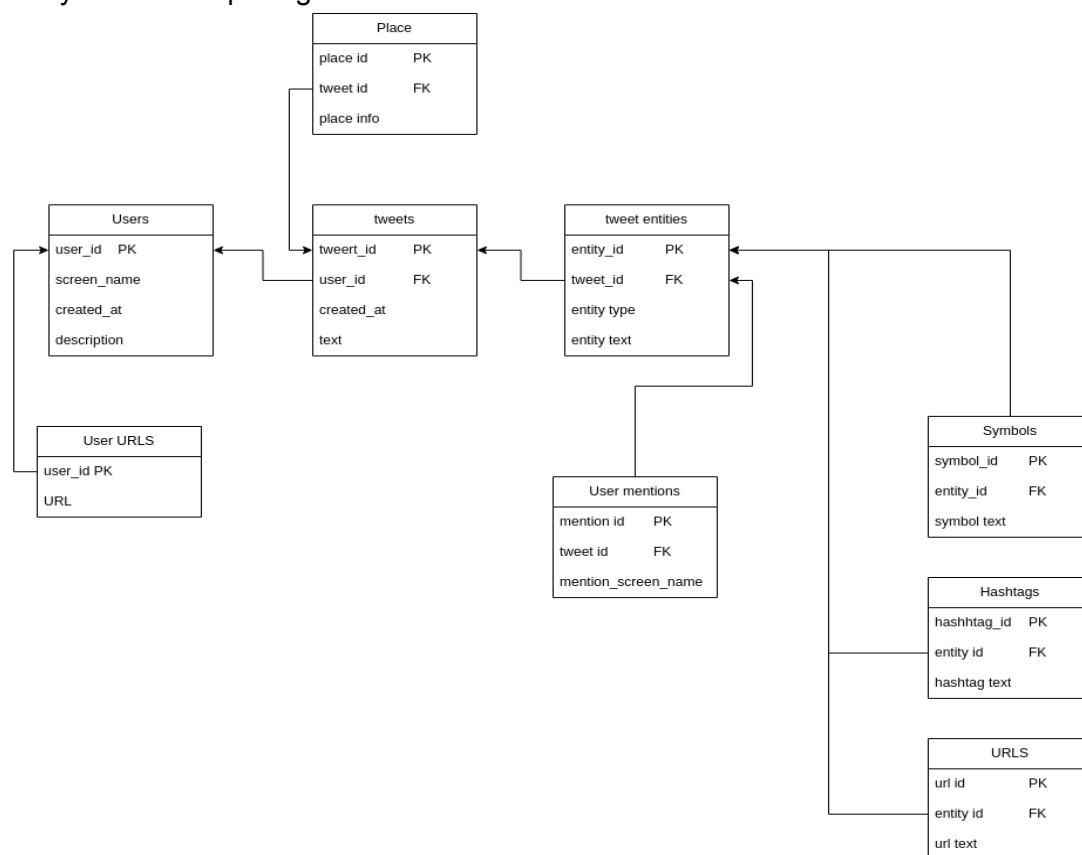 Place
place id PK
tweet id FK
place info
Users
user_id PK
screen_name
created_at
description
tweets
tweert_id PK
user_id FK
created_at
text
tweet entities
entity_id PK
tweet_id FK
entity type
entity text
User URLS
user_id PK
URL
User mentions
mention id PK
tweet id FK
mention_screen_name
Symbols
symbol_id PK
entity_id FK
symbol text
Hashtags
hashhtag_id PK
entity id FK
hashtag text
URLS
url id PK
entity id FK
url text